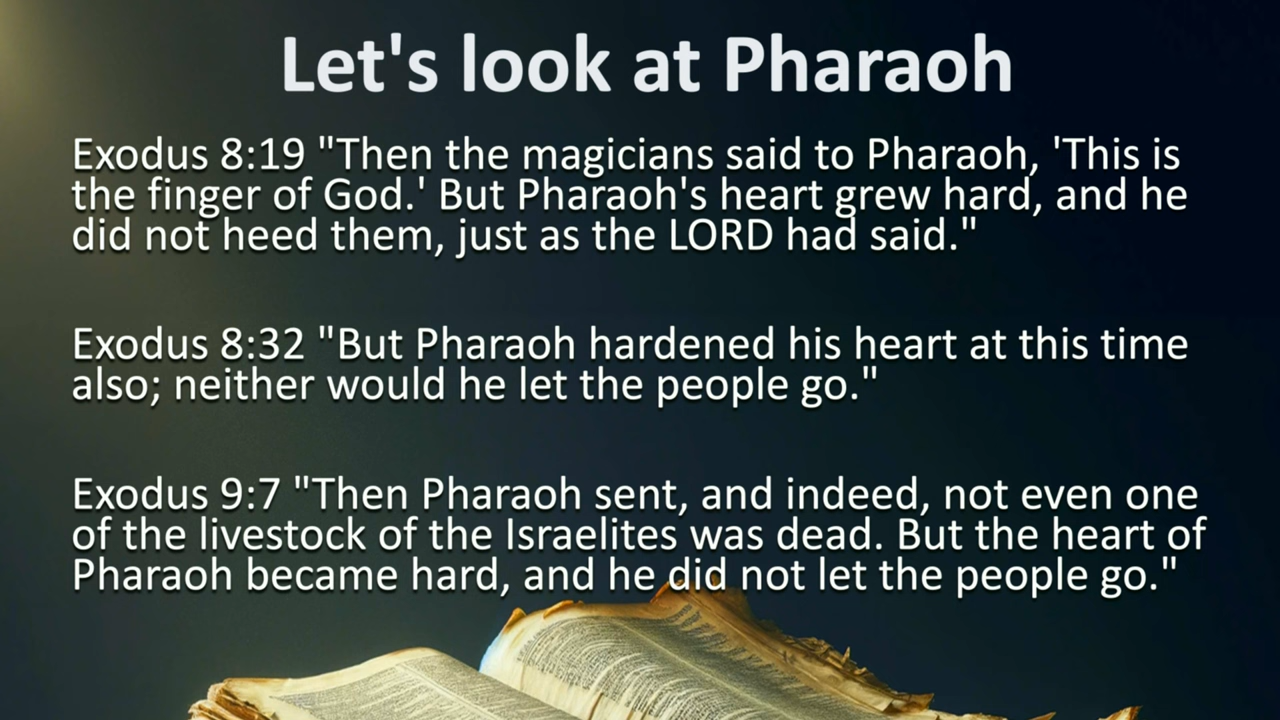 Let's look at Pharaoh
Exodus 8:19 "Then the magicians said to Pharaoh, 'This is
the finger of God.' But Pharaoh's heart grew hard, and he
did not heed them, just as the LORD had said."
Exodus 8:32 "But Pharaoh hardened his heart at this time
also; neither would he let the people go."
Exodus 9:7 "Then Pharaoh sent, and indeed, not even one
of the livestock of the Israelites was dead. But the heart of
Pharaoh became hard, and he did not let the people go."